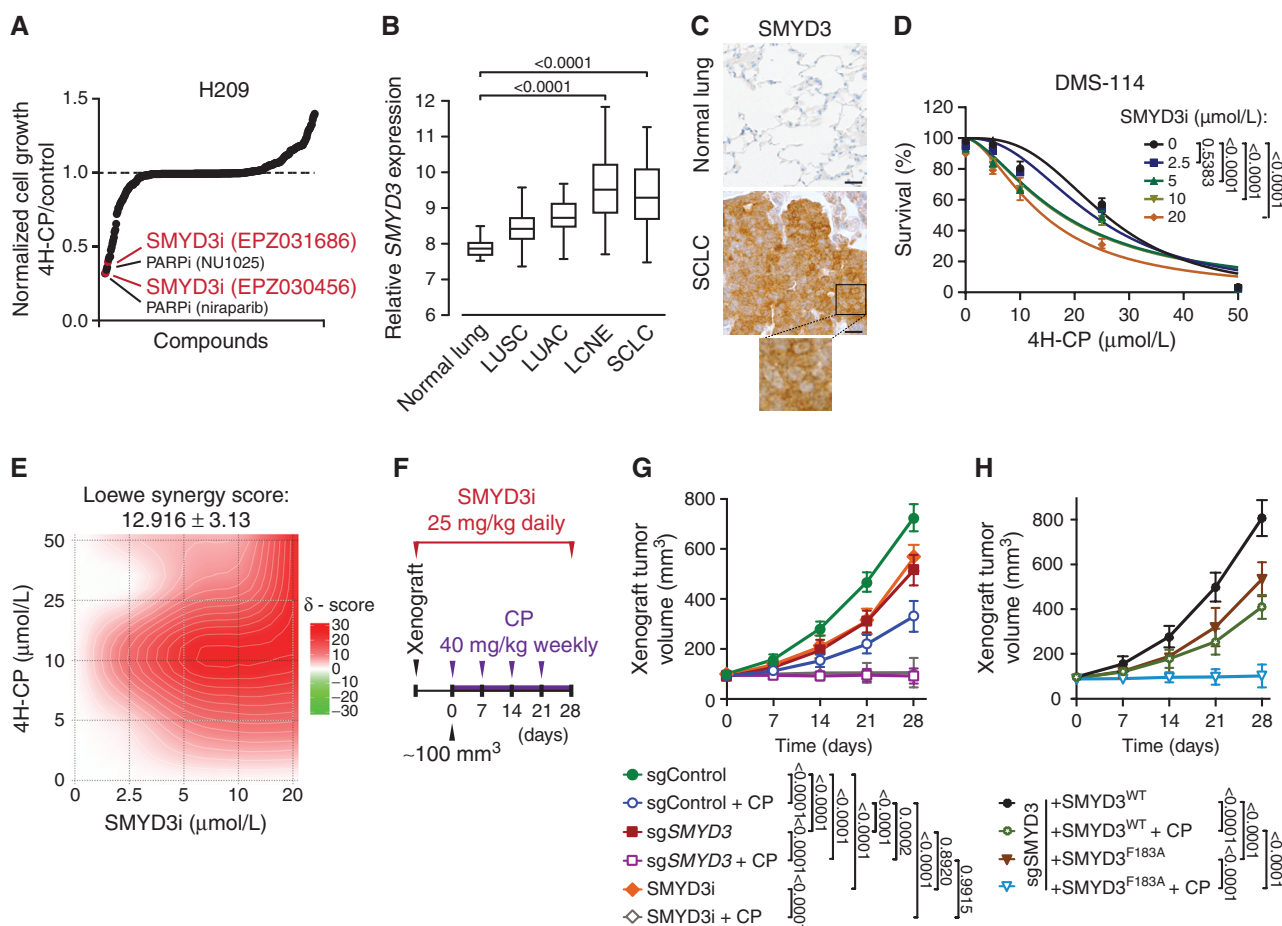 A
H209
Normalized cell growth
4H-CP/control
1.5
1.0
0.5
0.0
SMYD3i (EPZ031686)
PARPi (NU1025)
SMYD3i (EPZ030456)
PARPi (niraparib)
Compounds
B
<0.0001
<0.0001
Relative SMYD3 expression
12
11
10
9
8
7
6
Normal lung
LUSC
LUAC
LCNE
SCLC
C
SMYD3
Normal lung
SCLC
D
DMS-114
Survival (%)
120
100
80
60
40
20
0
SMYD3i (μmol/L):
0
2.5
5
10
20
0.5383
<0.0001
<0.0001
<0.0001
0 10 20 30 40 50
4H-CP (μmol/L)
E
Loewe synergy score:
12.916 ± 3.13
4H-CP (μmol/L)
50
25
10
5
0
0 2.5 5 10 20
SMYD3i (μmol/L)
δ - score
30
20
10
0
−10
−20
−30
F
SMYD3i
25 mg/kg daily
Xenograft
CP
40 mg/kg weekly
0 7 14 21 28
(days)
~100 mm³
G
Xenograft tumor
volume (mm³)
800
600
400
200
0
0 7 14 21 28
Time (days)
sgControl
sgControl + CP
sgSMYD3
sgSMYD3 + CP
SMYD3i
SMYD3i + CP
<0.0001
<0.0001
<0.0001
<0.0001
<0.0001
<0.0001
<0.0001
0.0002
<0.0001
0.8920
0.9915
H
Xenograft tumor
volume (mm³)
800
600
400
200
0
0 7 14 21 28
Time (days)
sgSMYD3
+SMYD3ᵂᵀ
+SMYD3ᵂᵀ + CP
+SMYD3F183A
+SMYD3F183A + CP
<0.0001
<0.0001
<0.0001
<0.0001